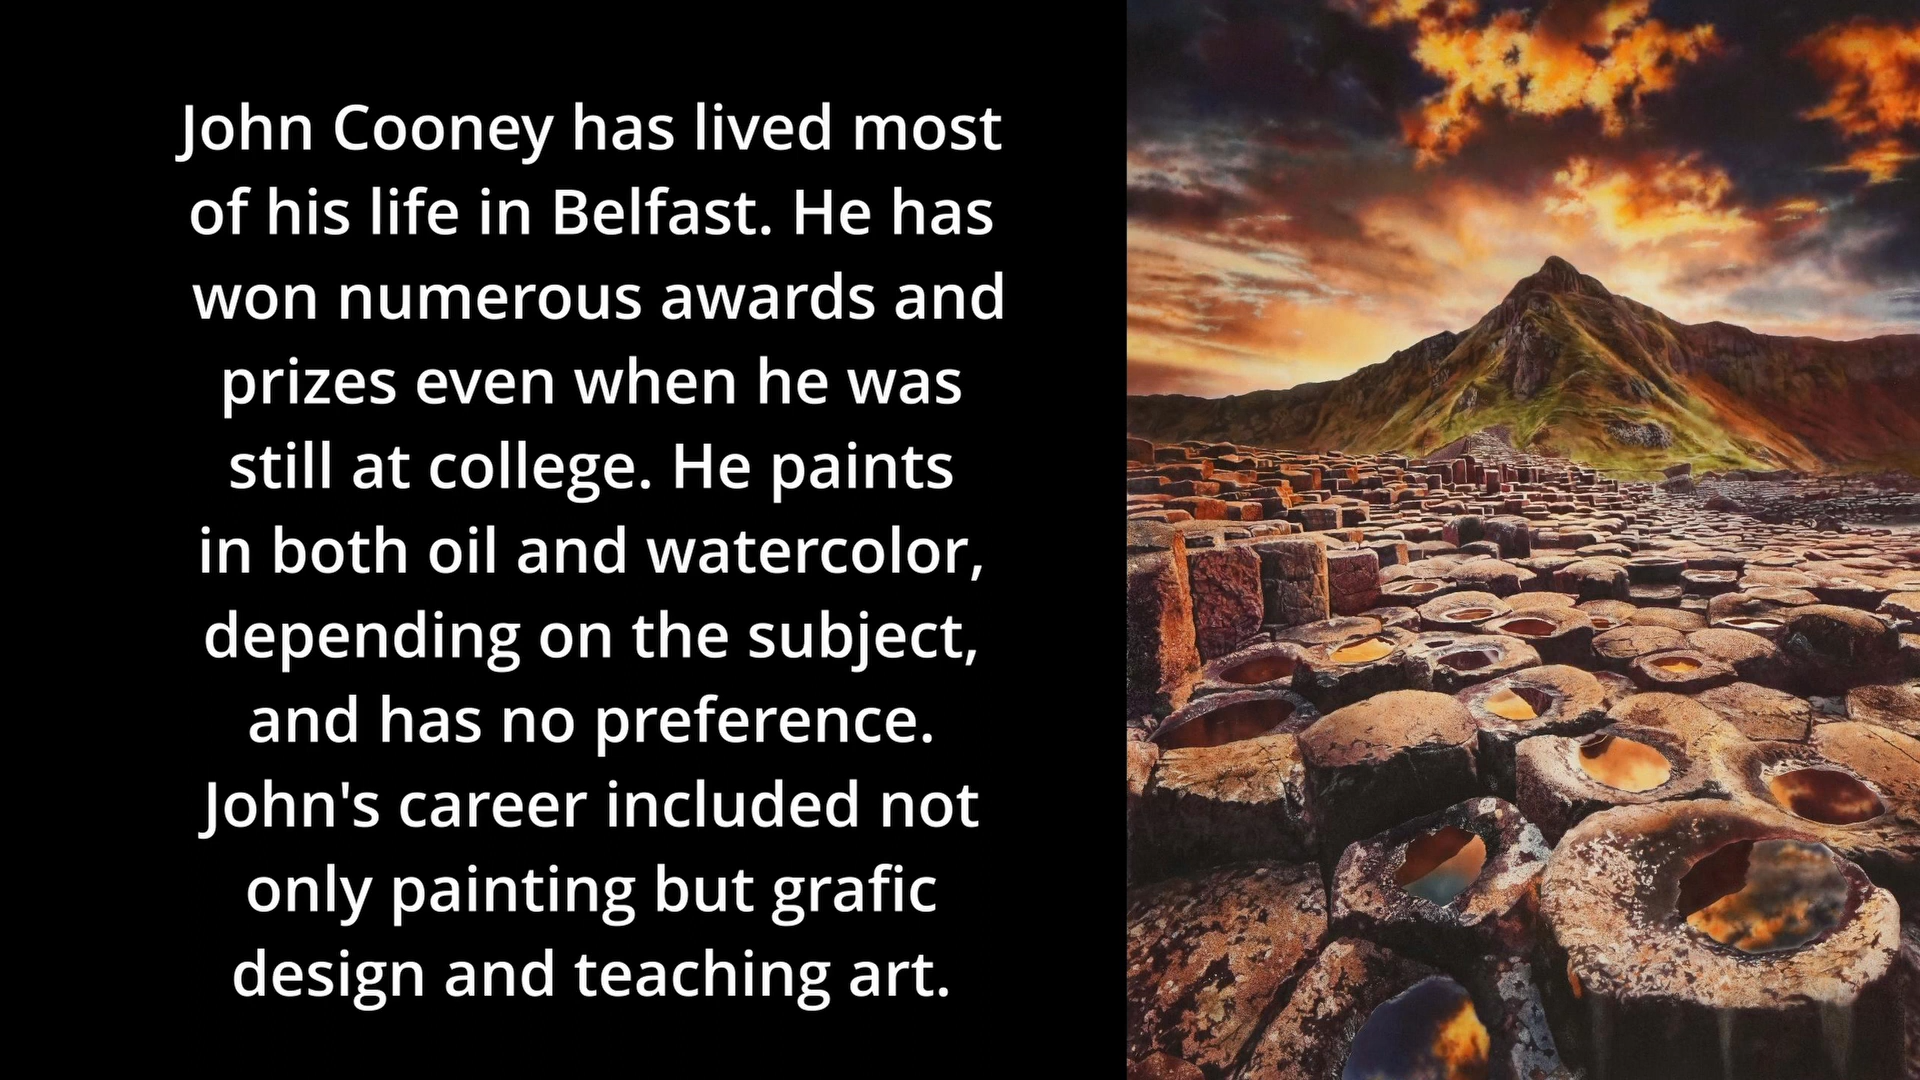 John Cooney has lived most
of his life in Belfast. He has
won numerous awards and
prizes even when he was
still at college. He paints
in both oil and watercolor,
depending on the subject,
and has no preference.
John's career included not
only painting but grafic
design and teaching art.